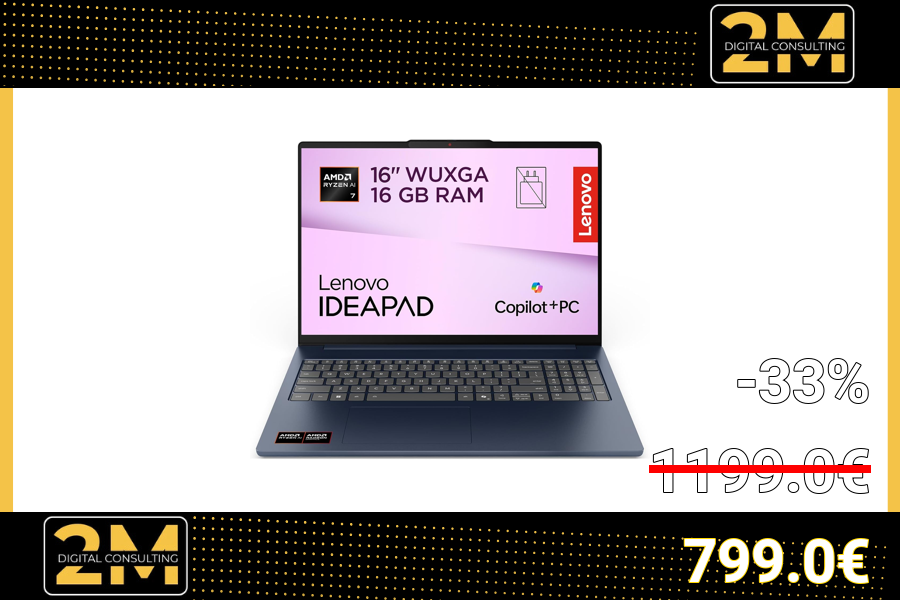 2M
DIGITAL CONSULTING
AMD
RYZEN AI
7
16" WUXGA
16 GB RAM
Lenovo
Lenovo
IDEAPAD
Copilot+PC
-33%
1199.0€
2M
DIGITAL CONSULTING
799.0€